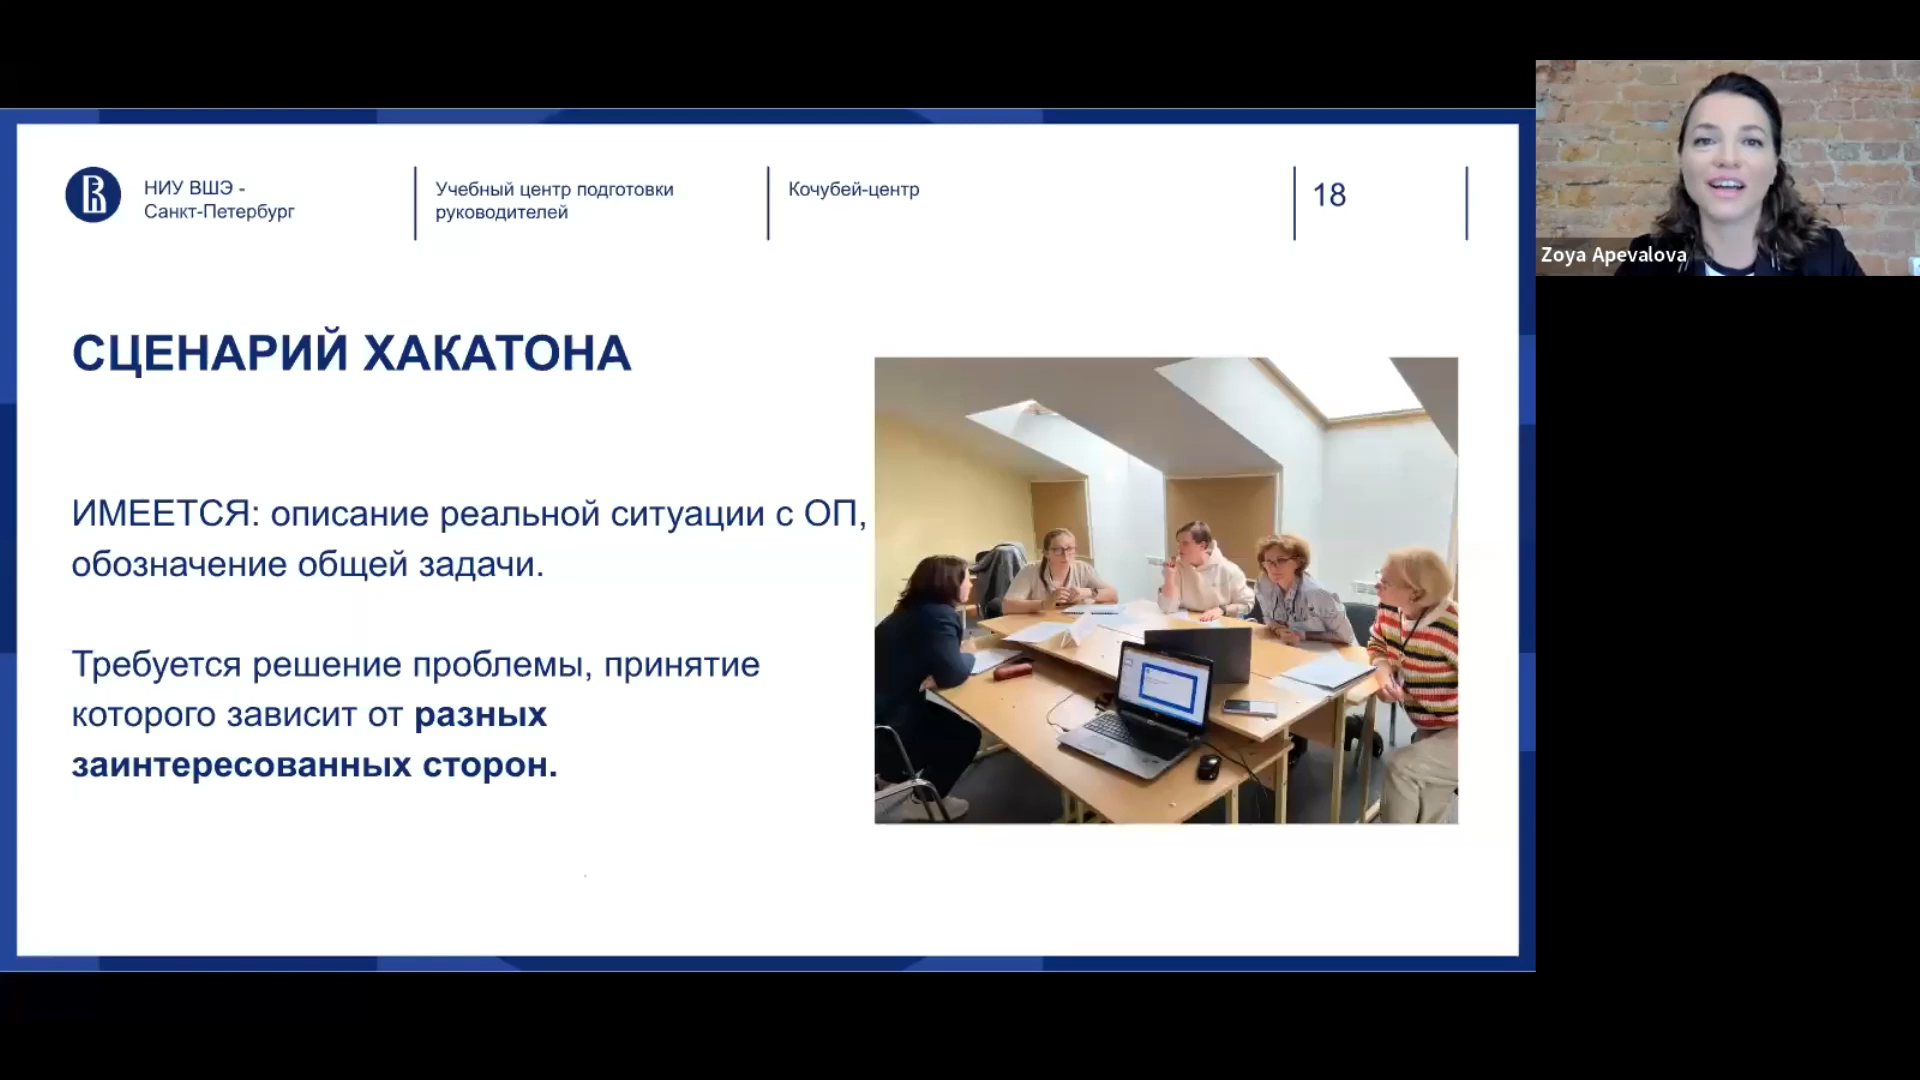 НИУ ВШЭ -
Санкт-Петербург
Учебный центр подготовки
руководителей
Кочубей-центр
18
СЦЕНАРИЙ ХАКАТОНА
ИМЕЕТСЯ: описание реальной ситуации с ОП,
обозначение общей задачи.
Требуется решение проблемы, принятие
которого зависит от разных
заинтересованных сторон.
Zoya Apevalova